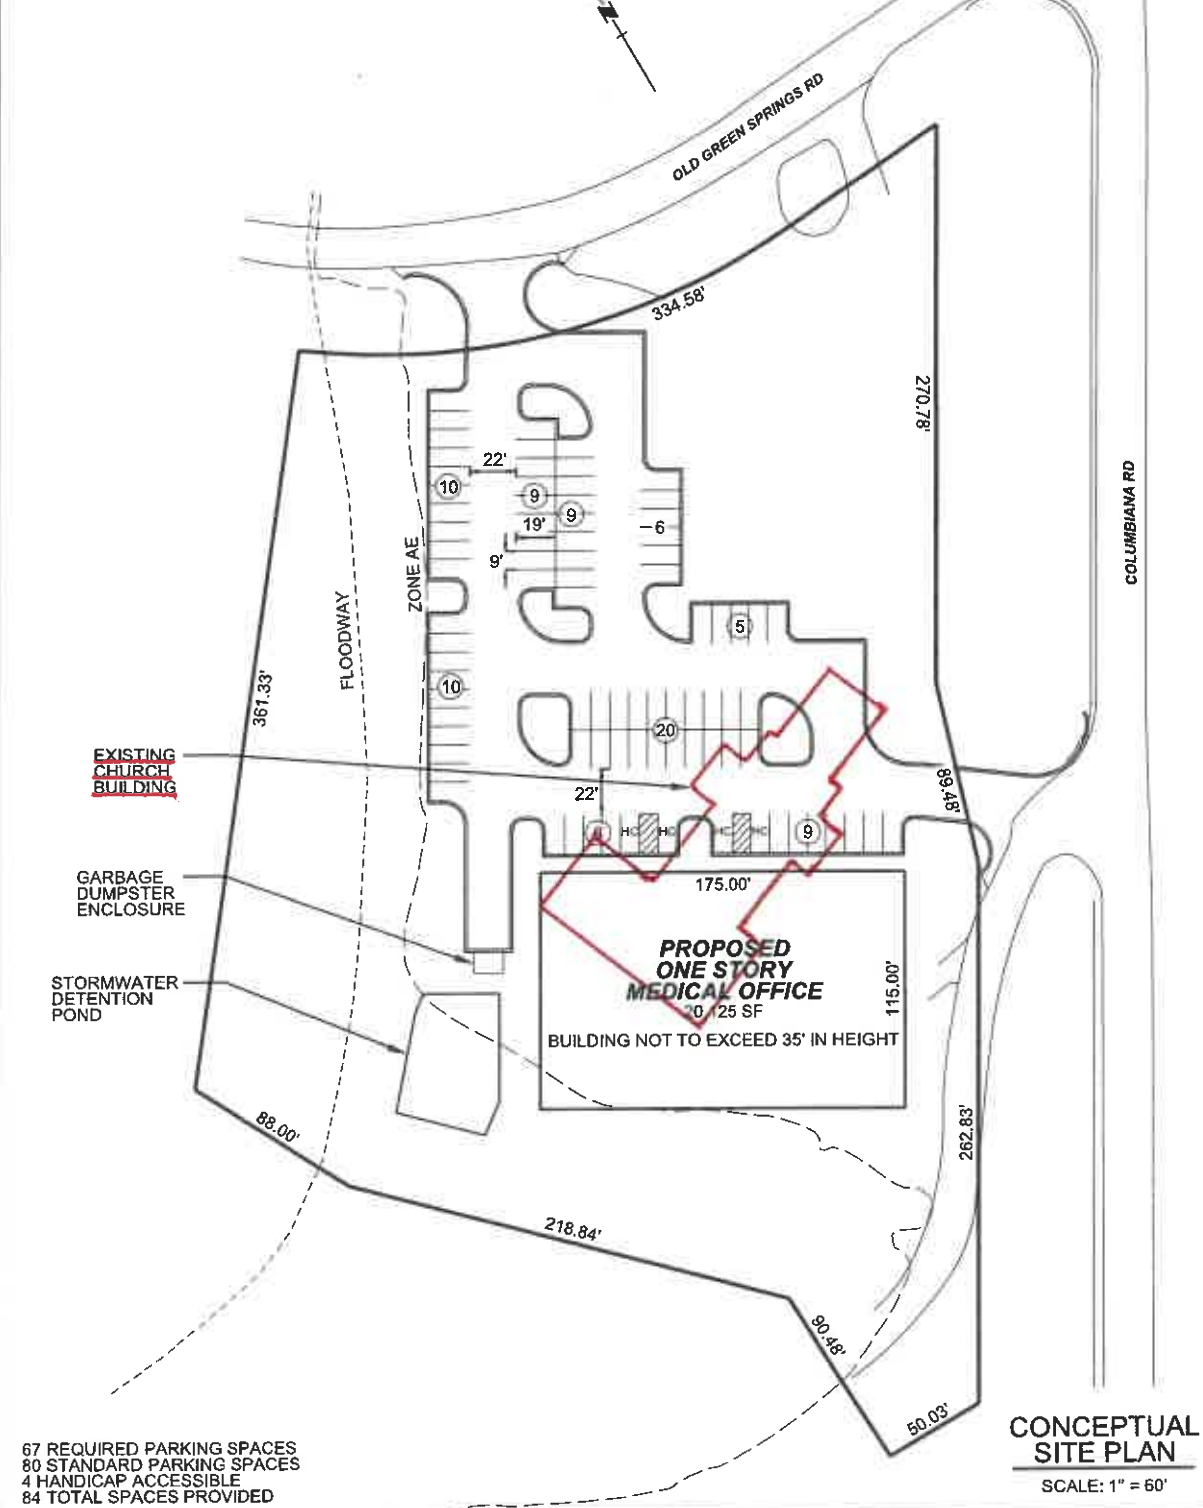 OLD GREEN SPRINGS RD
334.58'
270.78'
COLUMBIANA RD
22'
10
9
9
19'
9'
6
ZONE AE
FLOODWAY
5
361.33'
10
20
EXISTING
CHURCH
BUILDING
22'
89.48'
HC
HC
HC
HC
9
GARBAGE
DUMPSTER
ENCLOSURE
175.00'
PROPOSED
ONE STORY
MEDICAL OFFICE
20,125 SF
BUILDING NOT TO EXCEED 35' IN HEIGHT
115.00'
STORMWATER
DETENTION
POND
88.00'
262.83'
218.84'
90.48'
50.03'
67 REQUIRED PARKING SPACES
80 STANDARD PARKING SPACES
4 HANDICAP ACCESSIBLE
84 TOTAL SPACES PROVIDED
CONCEPTUAL
SITE PLAN
SCALE: 1" = 60'